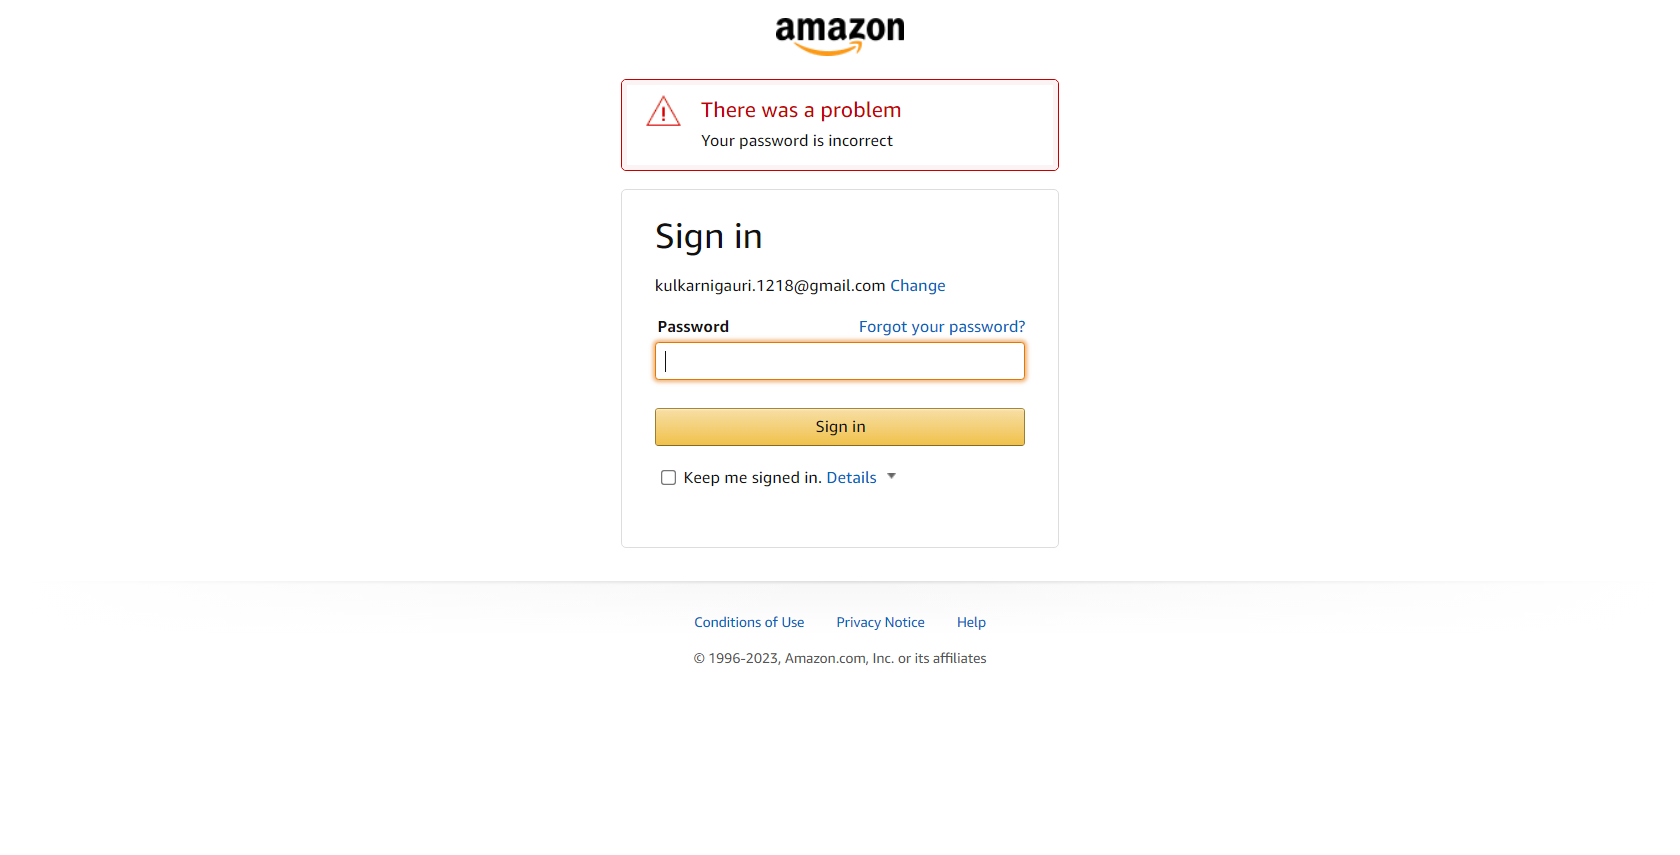 amazon
There was a problem
Your password is incorrect
Sign in
kulkarnigauri.1218@gmail.com Change
Password Forgot your password?
Sign in
Keep me signed in. Details
Conditions of Use Privacy Notice Help
© 1996-2023, Amazon.com, Inc. or its affiliates